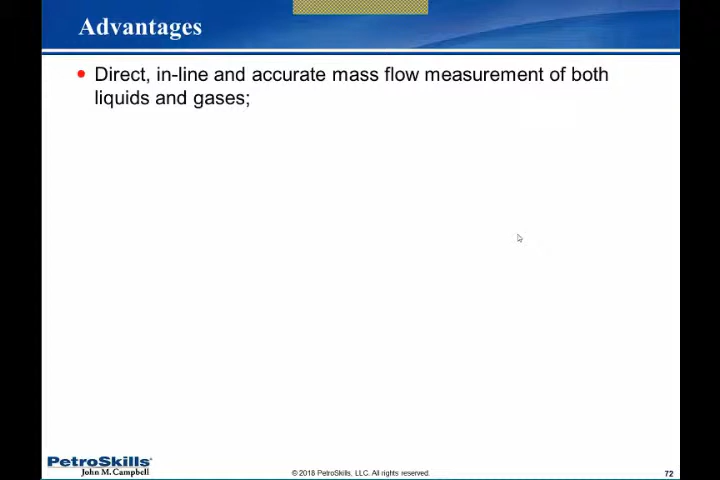 Advantages
• Direct, in-line and accurate mass flow measurement of both
liquids and gases;
PetroSkills®
John M. Campbell
© 2018 PetroSkills, LLC. All rights reserved.
72